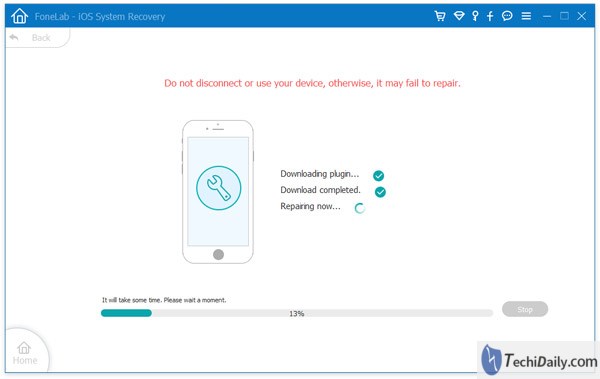 FoneLab - iOS System Recovery
Back
Do not disconnect or use your device, otherwise, it may fail to repair.
Downloading plugin...
Download completed.
Repairing now...
It will take some time. Please wait a moment.
13%
Stop
Home
TechiDaily.com